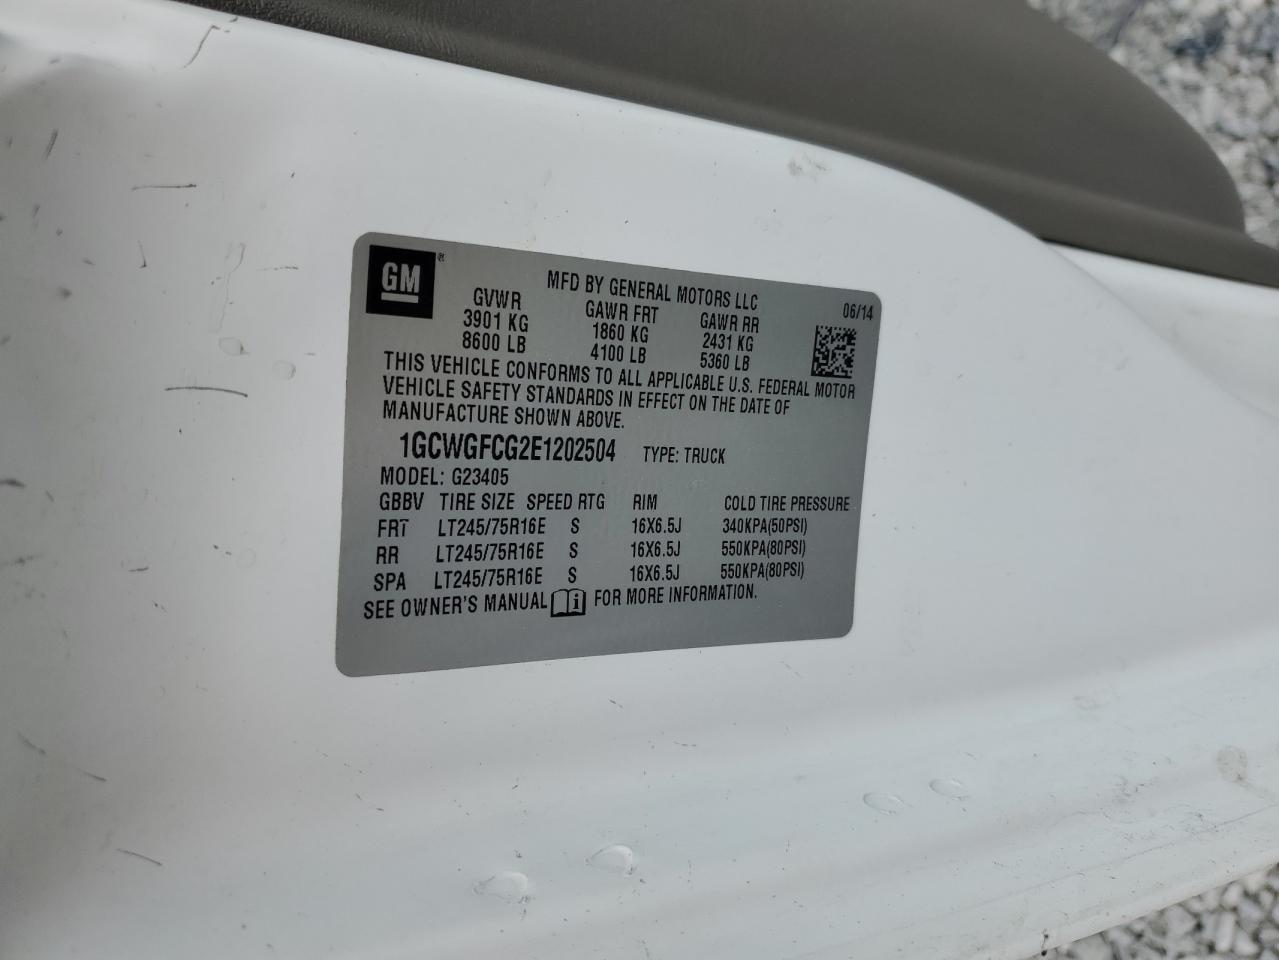 GM®
MFD BY GENERAL MOTORS LLC 06/14
GVWR GAWR FRT GAWR RR
3901 KG 1860 KG 2431 KG
8600 LB 4100 LB 5360 LB
THIS VEHICLE CONFORMS TO ALL APPLICABLE U.S. FEDERAL MOTOR
VEHICLE SAFETY STANDARDS IN EFFECT ON THE DATE OF
MANUFACTURE SHOWN ABOVE.
1GCWGFCG2E1202504 TYPE: TRUCK
MODEL: G23405
GBBV TIRE SIZE SPEED RTG RIM COLD TIRE PRESSURE
FRT LT245/75R16E S 16X6.5J 340KPA(50PSI)
RR LT245/75R16E S 16X6.5J 550KPA(80PSI)
SPA LT245/75R16E S 16X6.5J 550KPA(80PSI)
SEE OWNER'S MANUAL FOR MORE INFORMATION.